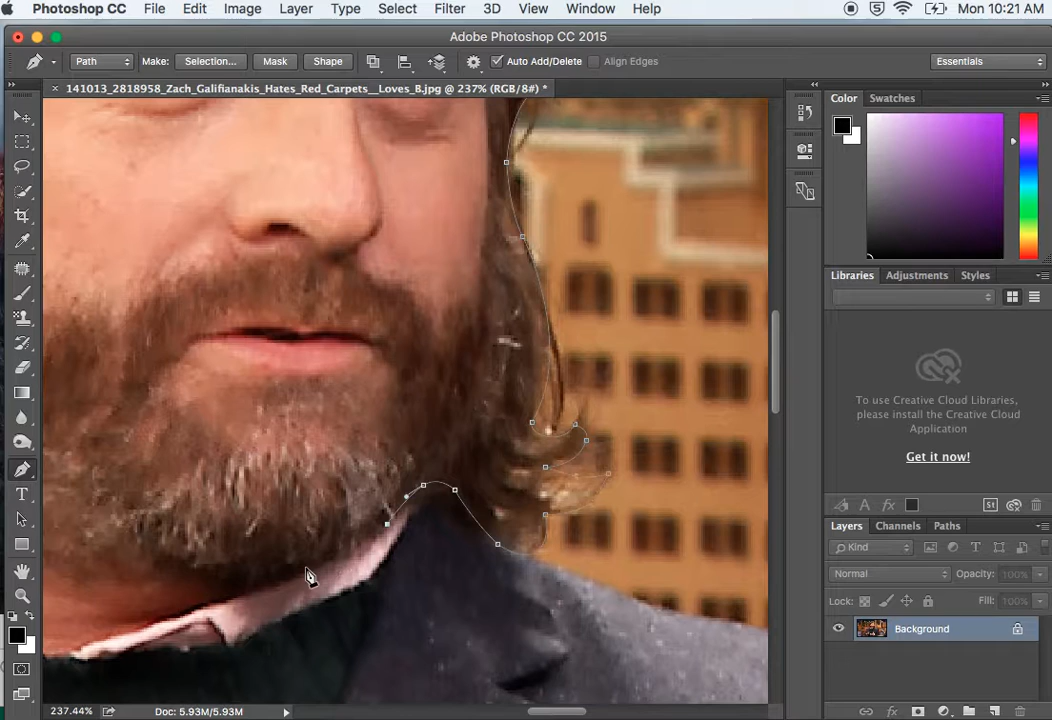 Photoshop CC File Edit Image Layer Type Select Filter 3D View Window Help Mon 10:21 AM
Adobe Photoshop CC 2015
Path Make: Selection... Mask Shape Auto Add/Delete Align Edges Essentials
141013_2818958_Zach_Galifianakis_Hates_Red_Carpets__Loves_B.jpg @ 237% (RGB/8#) *
Color Swatches
Libraries Adjustments Styles
To use Creative Cloud Libraries,
please install the Creative Cloud
Application
Get it now!
St
Layers Channels Paths
Kind
Normal Opacity: 100%
Lock: Fill: 100%
Background
fx
237.44% Doc: 5.93M/5.93M